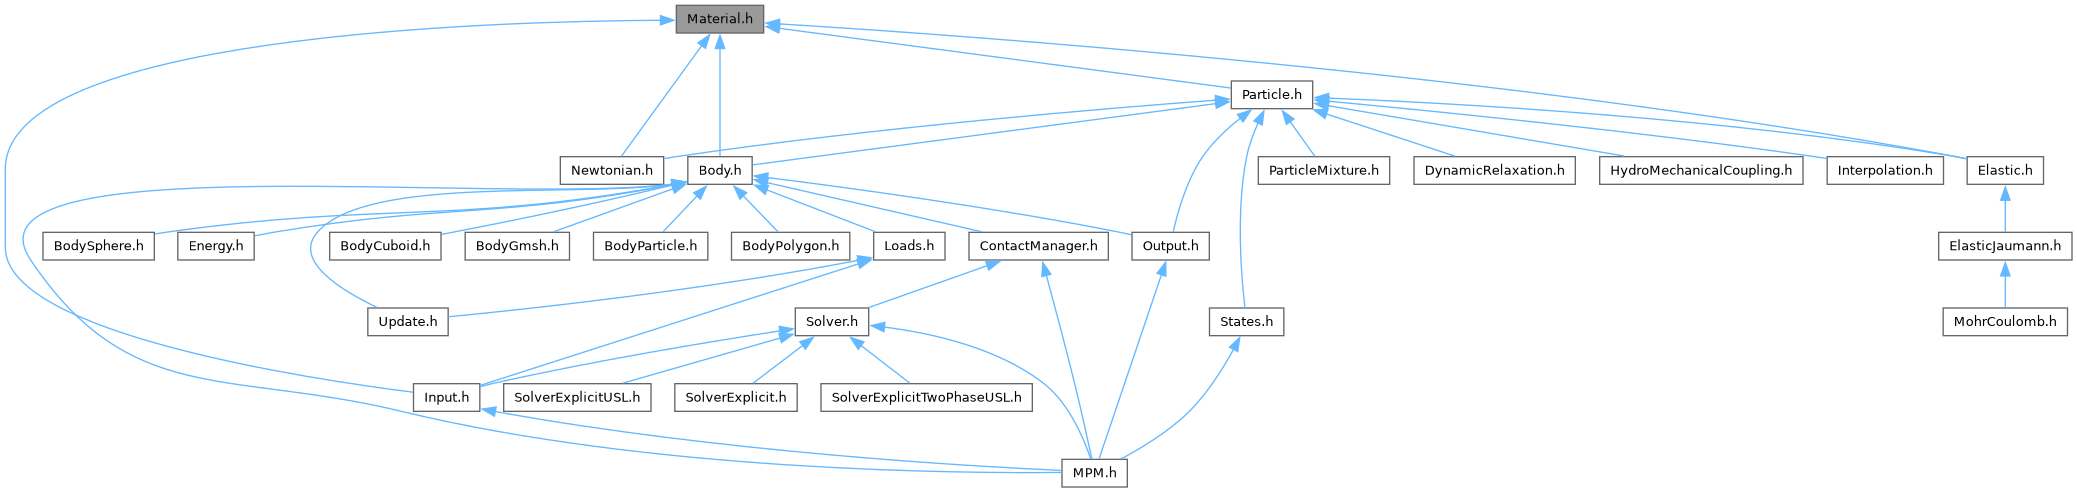 Material.h
Particle.h
Newtonian.h
Body.h
ParticleMixture.h
DynamicRelaxation.h
HydroMechanicalCoupling.h
Interpolation.h
Elastic.h
BodySphere.h
Energy.h
BodyCuboid.h
BodyGmsh.h
BodyParticle.h
BodyPolygon.h
Loads.h
ContactManager.h
Output.h
ElasticJaumann.h
Update.h
Solver.h
States.h
MohrCoulomb.h
Input.h
SolverExplicitUSL.h
SolverExplicit.h
SolverExplicitTwoPhaseUSL.h
MPM.h